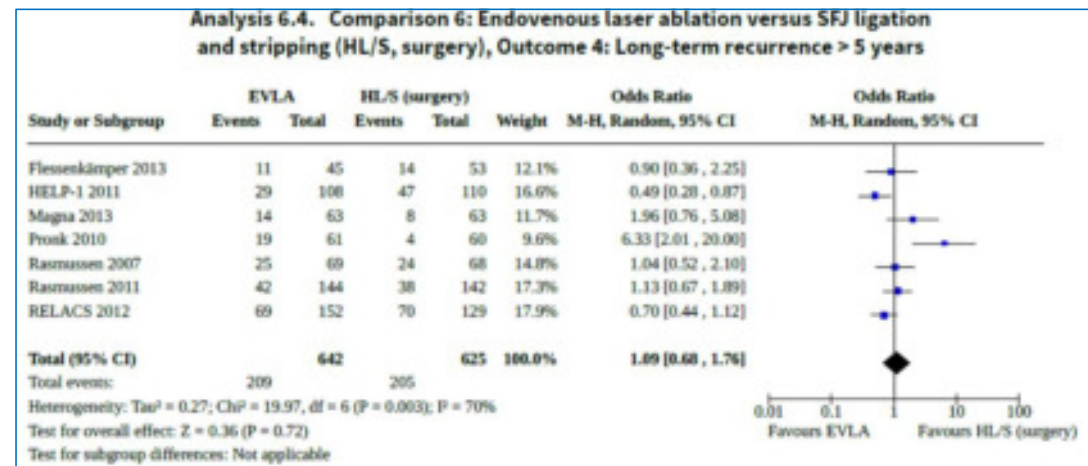 Analysis 6.4. Comparison 6: Endovenous laser ablation versus SFJ ligation
and stripping (HL/S, surgery), Outcome 4: Long-term recurrence > 5 years
EVLA HL/S (surgery) Odds Ratio Odds Ratio
Study or Subgroup Events Total Events Total Weight M-H, Random, 95% CI M-H, Random, 95% CI
Flessenkämper 2013 11 45 14 53 12.1% 0.90 [0.36 , 2.25]
HELP-1 2011 29 108 47 110 16.6% 0.49 [0.28 , 0.87]
Magna 2013 14 63 8 63 11.7% 1.96 [0.76 , 5.08]
Pronk 2010 19 61 4 60 9.6% 6.33 [2.01 , 20.00]
Rasmussen 2007 25 69 24 68 14.8% 1.04 [0.52 , 2.10]
Rasmussen 2011 42 144 38 142 17.3% 1.13 [0.67 , 1.89]
RELACS 2012 69 152 70 129 17.9% 0.70 [0.44 , 1.12]
Total (95% CI) 642 625 100.0% 1.09 [0.68 , 1.76]
Total events: 209 205
Heterogeneity: Tau² = 0.27; Chi² = 19.97, df = 6 (P = 0.003); I² = 70%
Test for overall effect: Z = 0.36 (P = 0.72)
Test for subgroup differences: Not applicable
0.01 0.1 1 10 100
Favours EVLA Favours HL/S (surgery)